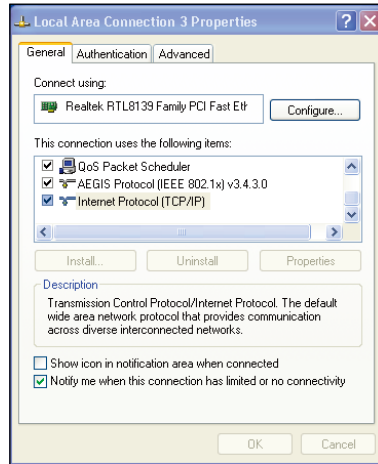 Local Area Connection 3 Properties
General Authentication Advanced
Connect using:
Realtek RTL8139 Family PCI Fast Eth
Configure...
This connection uses the following items:
QoS Packet Scheduler
AEGIS Protocol (IEEE 802.1x) v3.4.3.0
Internet Protocol (TCP/IP)
Install... Uninstall Properties
Description
Transmission Control Protocol/Internet Protocol. The default
wide area network protocol that provides communication
across diverse interconnected networks.
Show icon in notification area when connected
Notify me when this connection has limited or no connectivity
OK Cancel